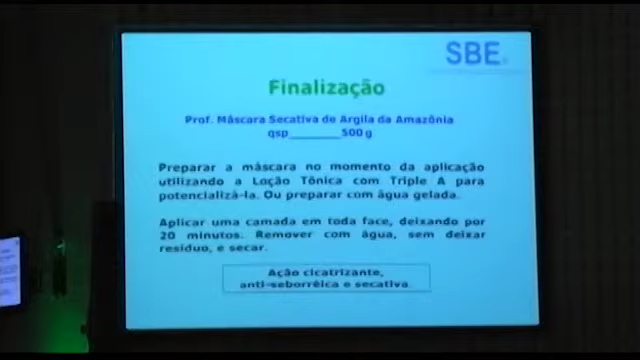 SBE
Finalização
Prof. Máscara Secativa de Argila da Amazônia
qsp________500g
Preparar a máscara no momento da aplicação
utilizando a Loção Tônica com Triple A para
potencializá-la. Ou preparar com água gelada.
Aplicar uma camada em toda face, deixando por
20 minutos. Remover com água, sem deixar
resíduo, e secar.
Ação cicatrizante,
anti-seborrêica e secativa